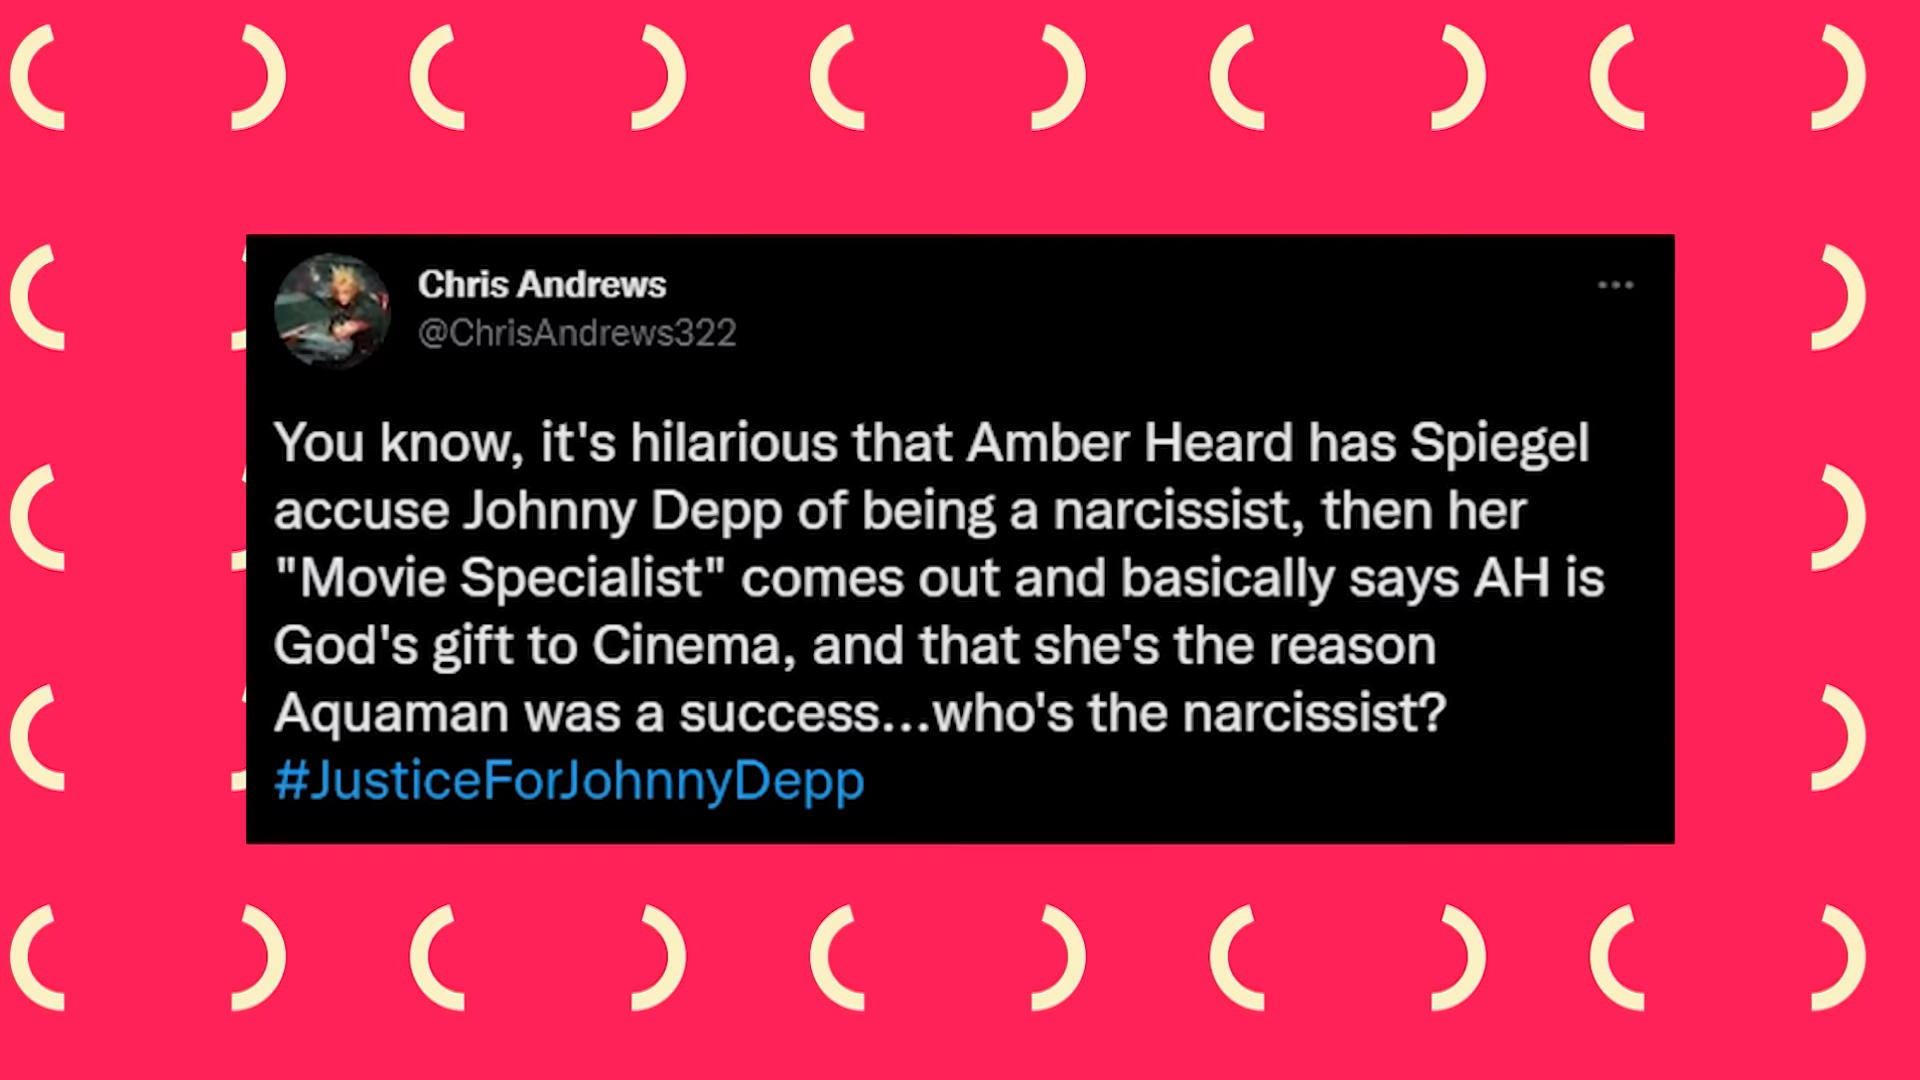 Chris Andrews
@ChrisAndrews322
You know, it's hilarious that Amber Heard has Spiegel
accuse Johnny Depp of being a narcissist, then her
"Movie Specialist" comes out and basically says AH is
God's gift to Cinema, and that she's the reason
Aquaman was a success...who's the narcissist?
#JusticeForJohnnyDepp